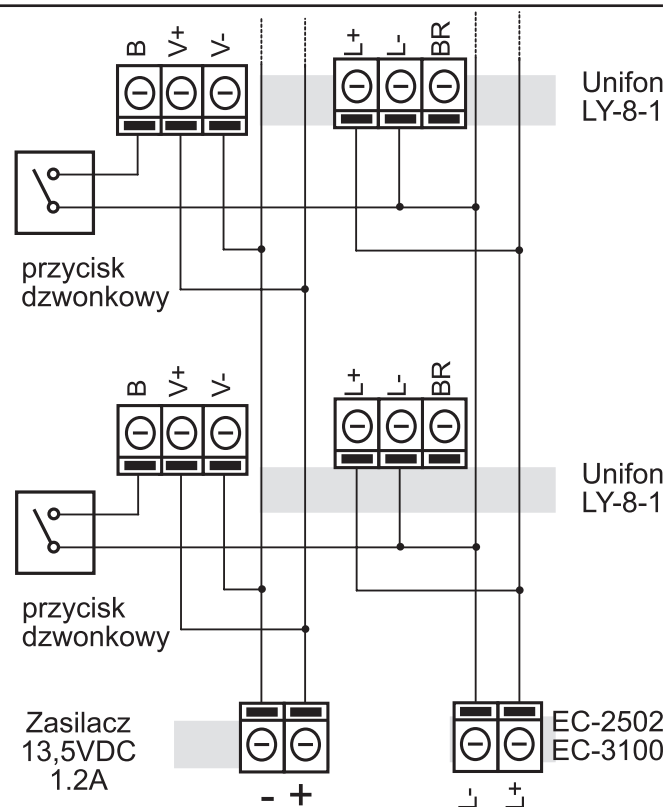 B V+ V- L+ L- BR
Unifon
LY-8-1
przycisk
dzwonkowy
B V+ V- L+ L- BR
Unifon
LY-8-1
przycisk
dzwonkowy
Zasilacz
13,5VDC
1.2A
- +
L- L+
EC-2502
EC-3100